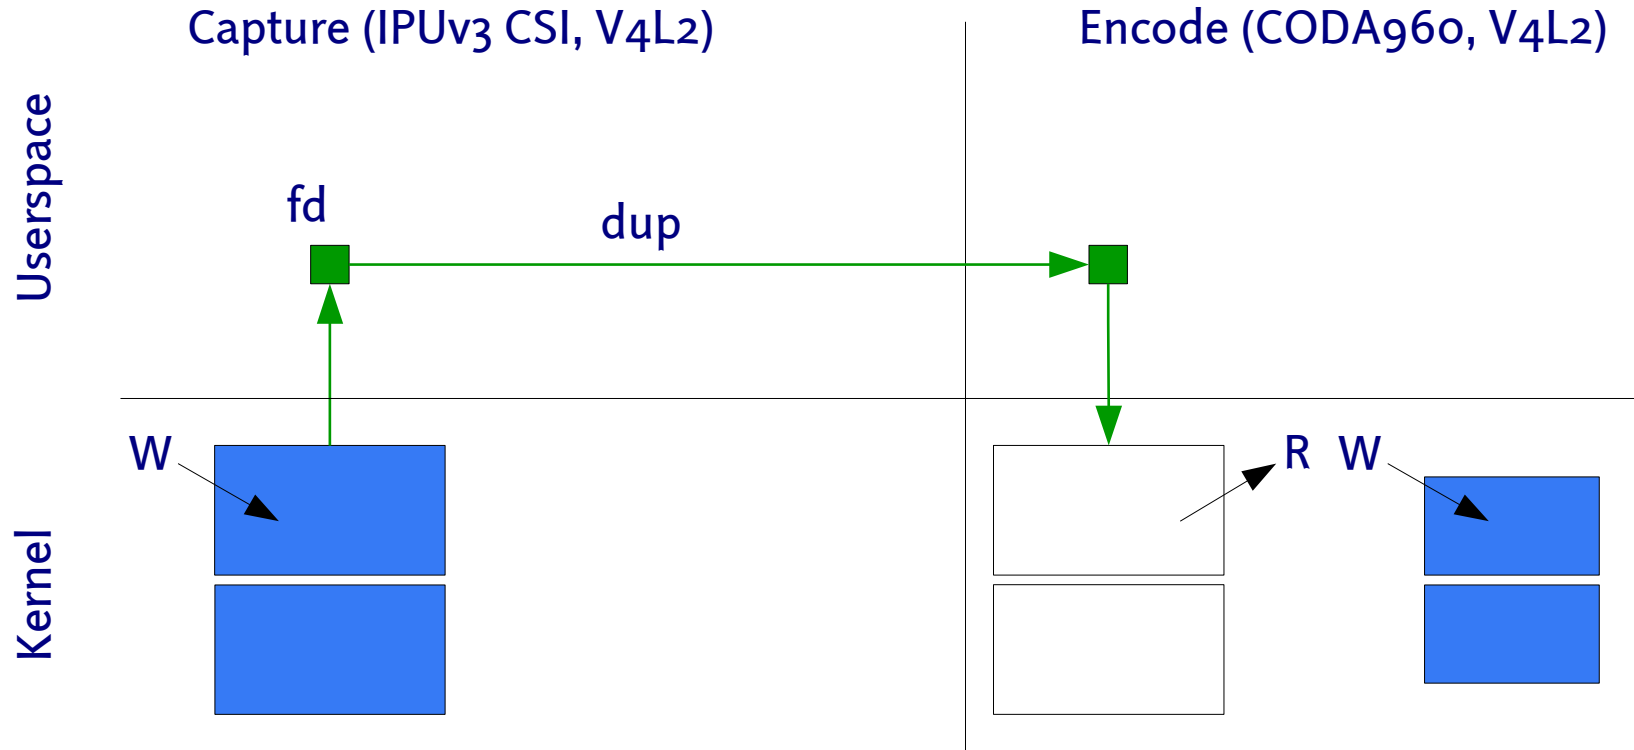 Capture (IPUv3 CSI, V4L2)
Encode (CODA960, V4L2)
Userspace
fd
dup
Kernel
W
R
W